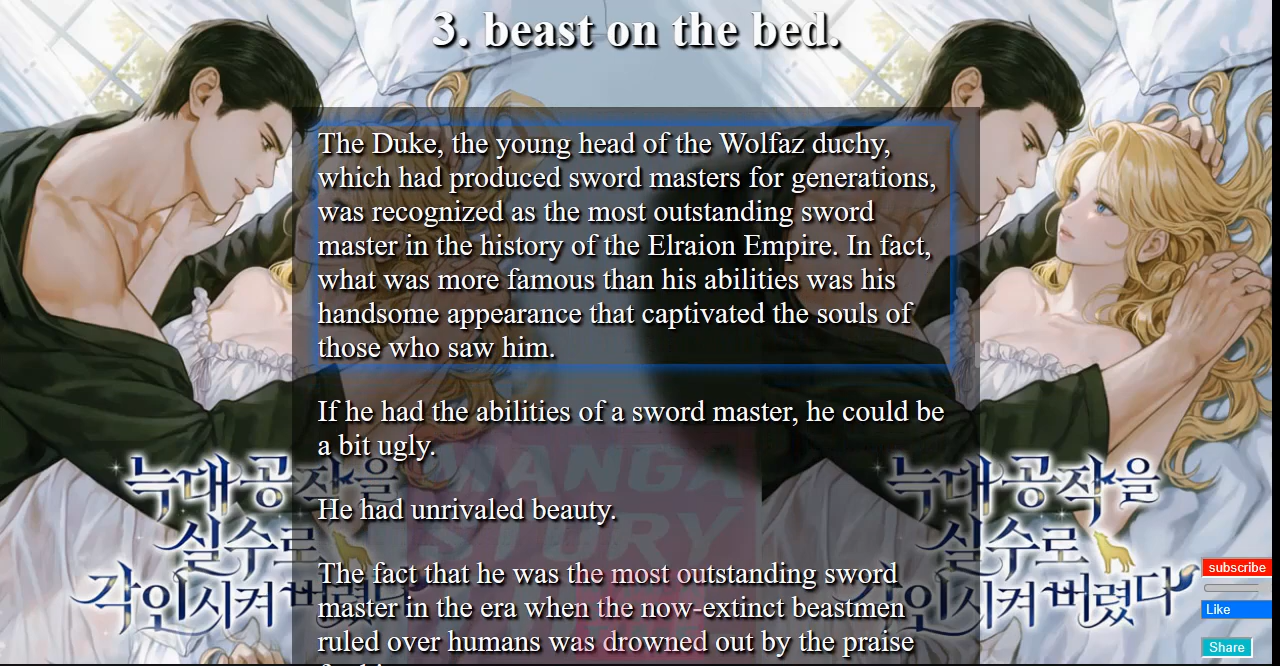 3. beast on the bed.
The Duke, the young head of the Wolfaz duchy,
which had produced sword masters for generations,
was recognized as the most outstanding sword
master in the history of the Elraion Empire. In fact,
what was more famous than his abilities was his
handsome appearance that captivated the souls of
those who saw him.
If he had the abilities of a sword master, he could be
a bit ugly.
He had unrivaled beauty.
The fact that he was the most outstanding sword
master in the era when the now-extinct beastmen
ruled over humans was drowned out by the praise
늑대공작을
실수로
각인시켜 버렸다
늑대공작을
실수로
각인시켜 버렸다
MANGA
STORY
subscribe
Like
Share